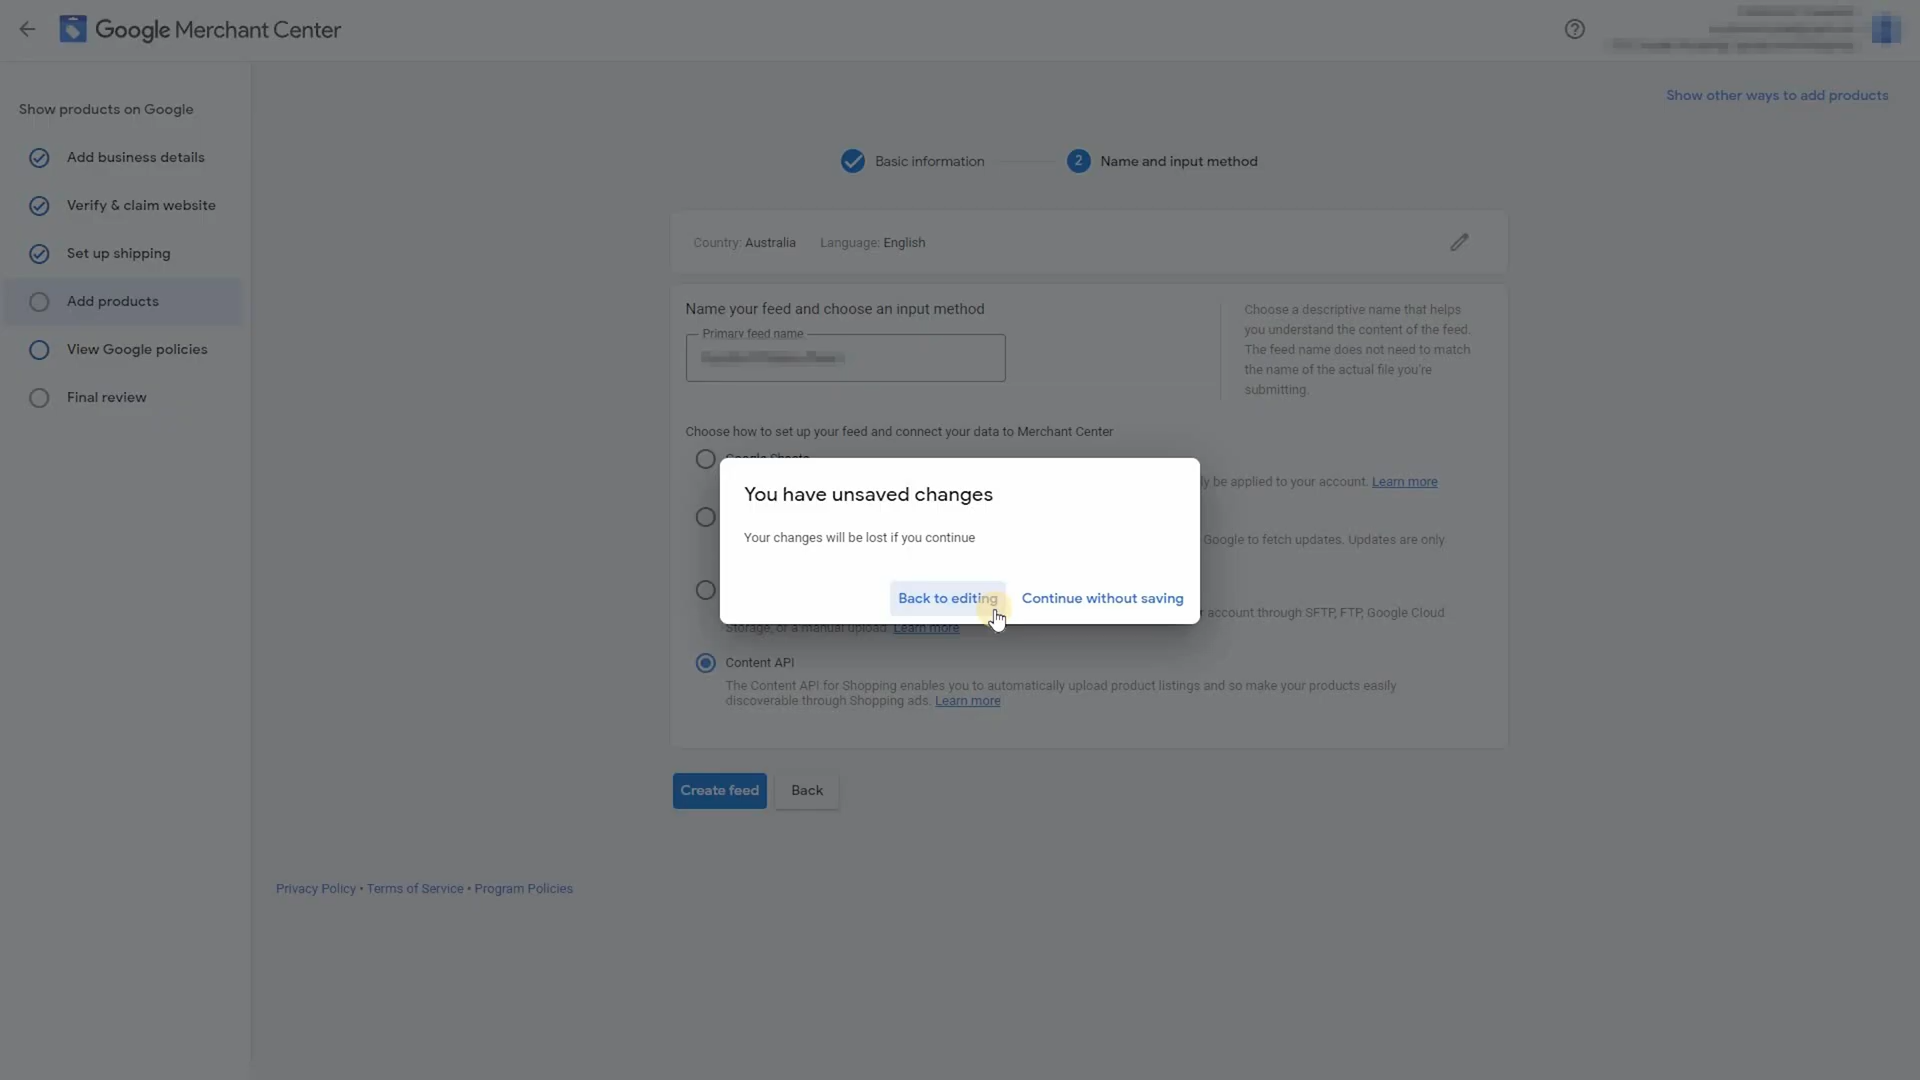 Google Merchant Center
Show products on Google
Add business details
Verify & claim website
Set up shipping
Add products
View Google policies
Final review
Show other ways to add products
Basic information
2 Name and input method
Country: Australia Language: English
Name your feed and choose an input method
Primary feed name
Choose a descriptive name that helps
you understand the content of the feed.
The feed name does not need to match
the name of the actual file you're
submitting.
Choose how to set up your feed and connect your data to Merchant Center
Google Sheets
be applied to your account. Learn more
Google to fetch updates. Updates are only
account through SFTP, FTP, Google Cloud
Storage, or a manual upload. Learn more
You have unsaved changes
Your changes will be lost if you continue
Back to editing Continue without saving
Content API
The Content API for Shopping enables you to automatically upload product listings and so make your products easily
discoverable through Shopping ads. Learn more
Create feed Back
Privacy Policy • Terms of Service • Program Policies